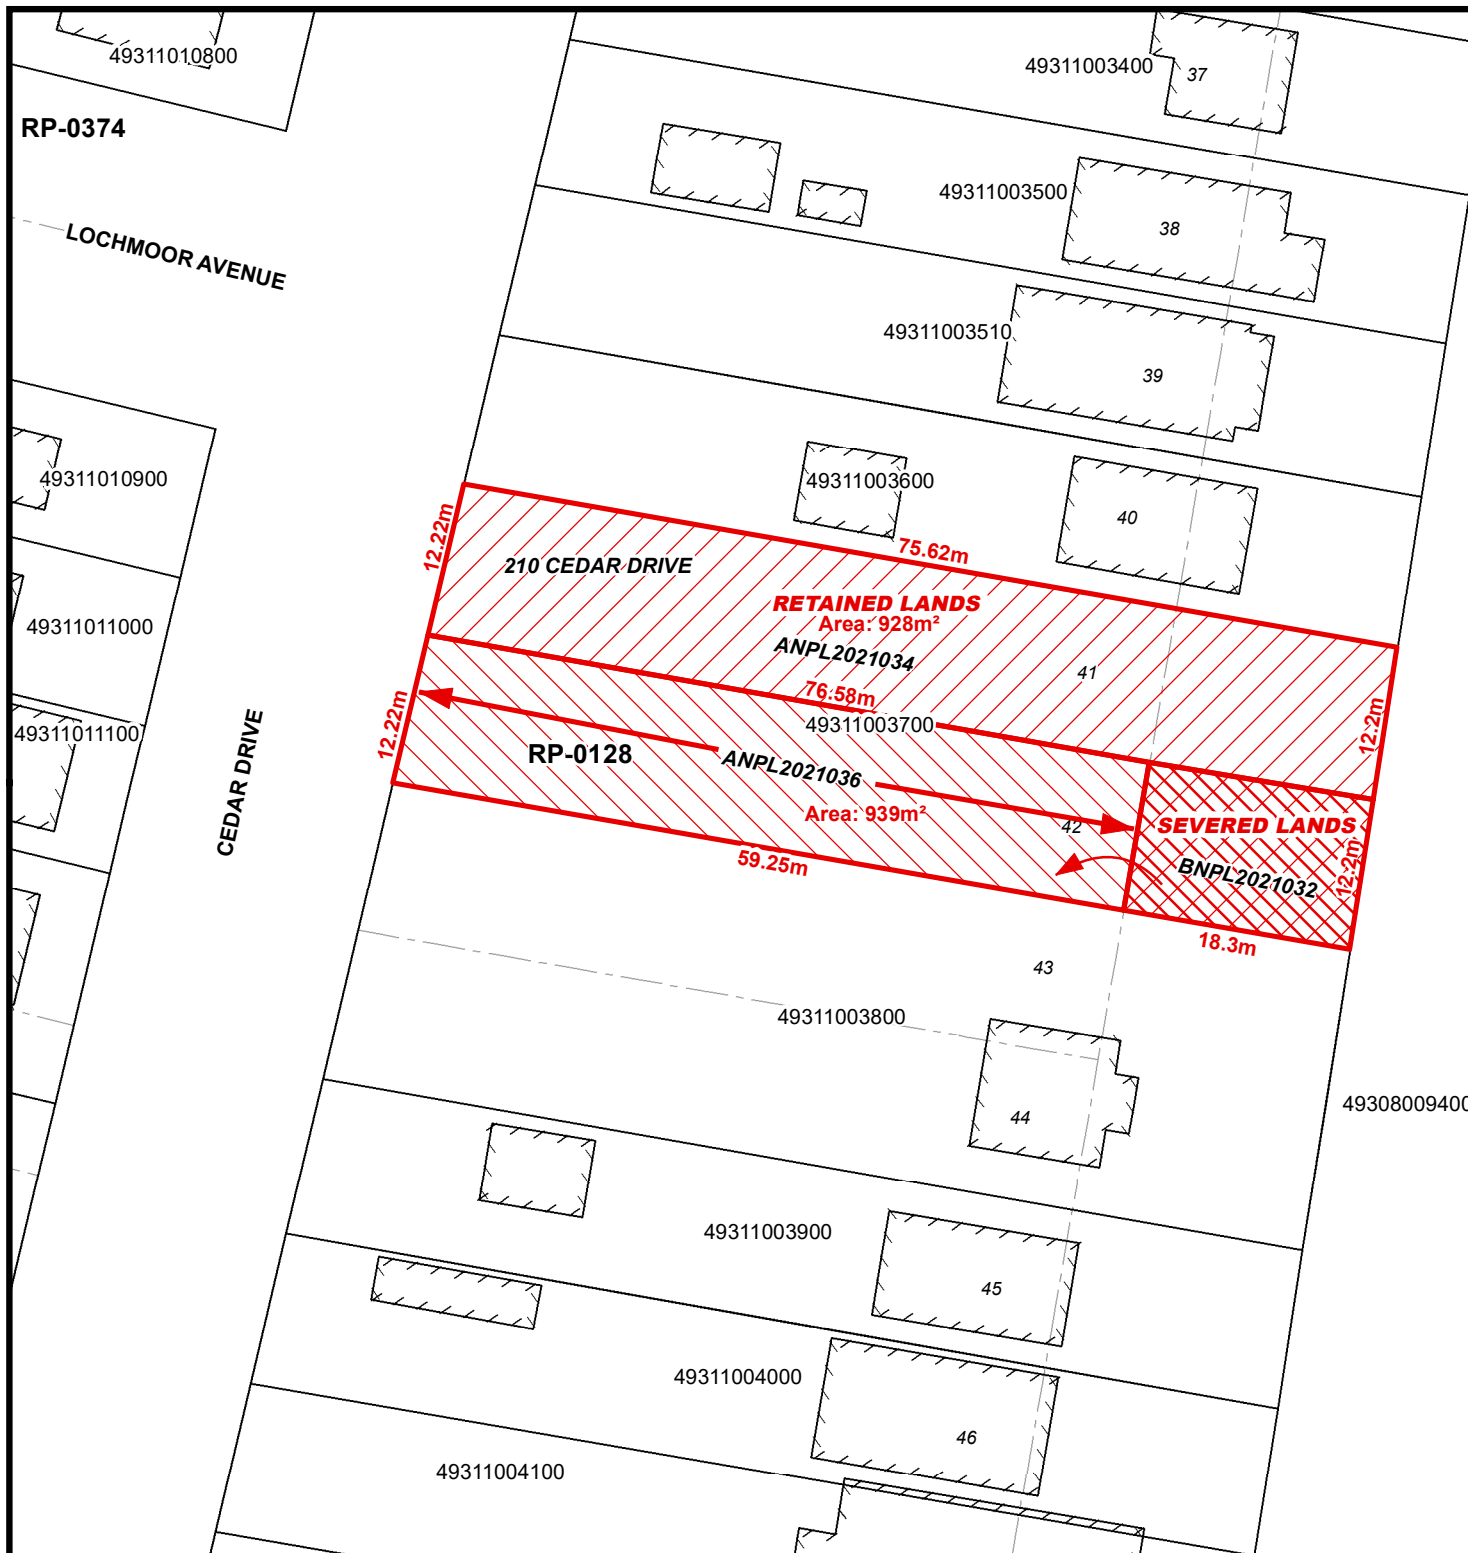 49311010800
49311003400
37
RP-0374
49311003500
38
LOCHMOOR AVENUE
49311003510
39
49311010900
49311003600
40
12.22m
75.62m
210 CEDAR DRIVE
RETAINED LANDS
Area: 928m²
49311011000
ANPL2021034
41
76.58m
12.22m
49311003700
12.2m
49311011100
RP-0128
ANPL2021036
CEDAR DRIVE
Area: 939m²
42
SEVERED LANDS
59.25m
BNPL2021032
12.2m
18.3m
43
49311003800
49308009400
44
49311003900
45
49311004000
46
49311004100